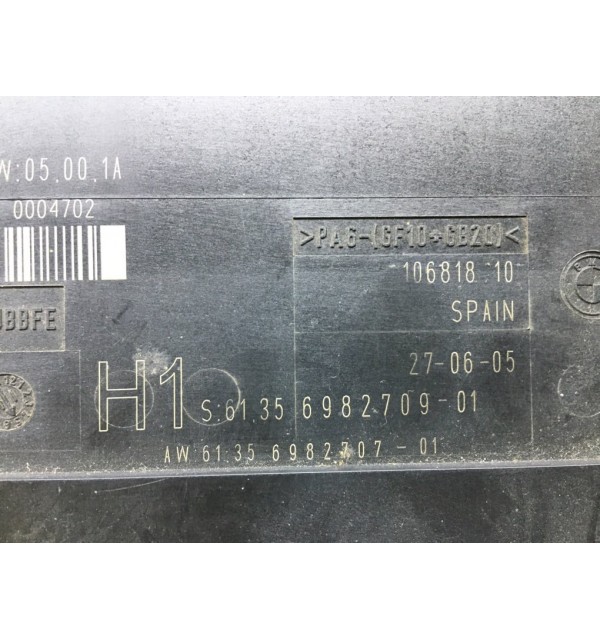 W:05.00.1A
0004702
>PA6-(GF10+GB20)<
106818 10
SPAIN
27-06-05
H1
S:61.35 6982709-01
AW:61.35 6982707-01